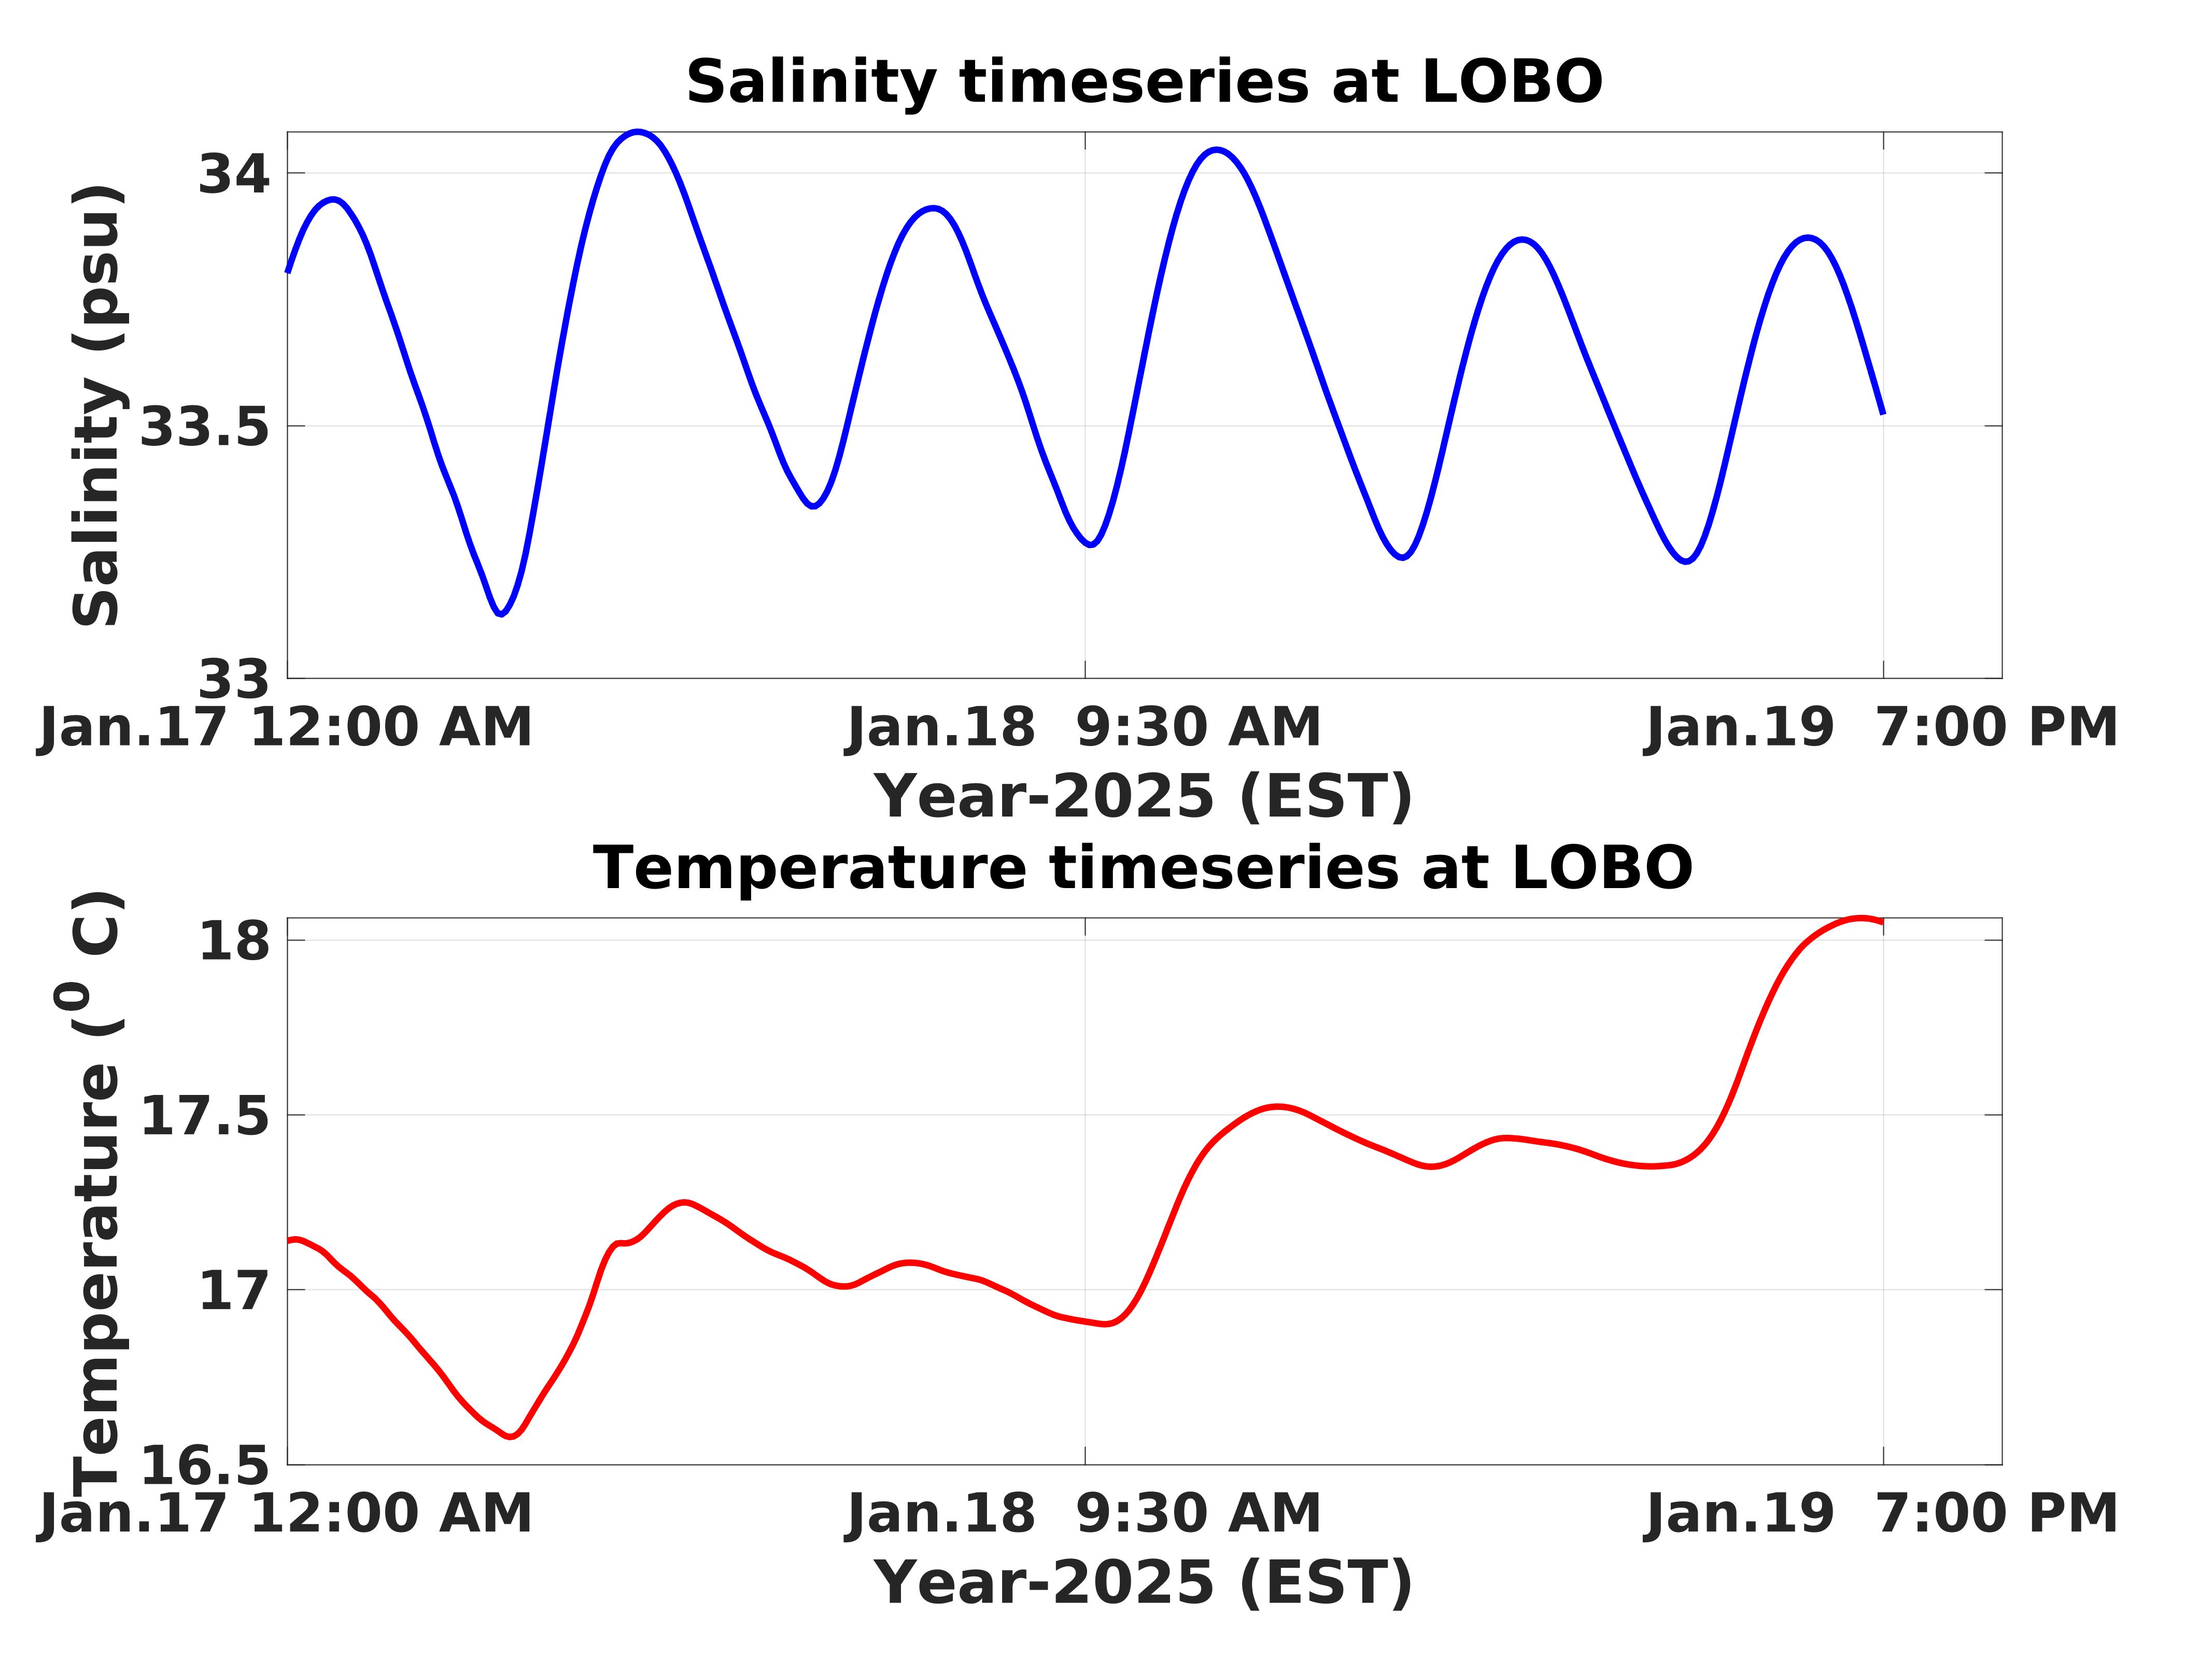 Salinity timeseries at LOBO
Salinity (psu)
34
33.5
33
Jan.17 12:00 AM
Jan.18  9:30 AM
Jan.19  7:00 PM
Year-2025 (EST)
Temperature timeseries at LOBO
Temperature (⁰ C)
18
17.5
17
16.5
Jan.17 12:00 AM
Jan.18  9:30 AM
Jan.19  7:00 PM
Year-2025 (EST)